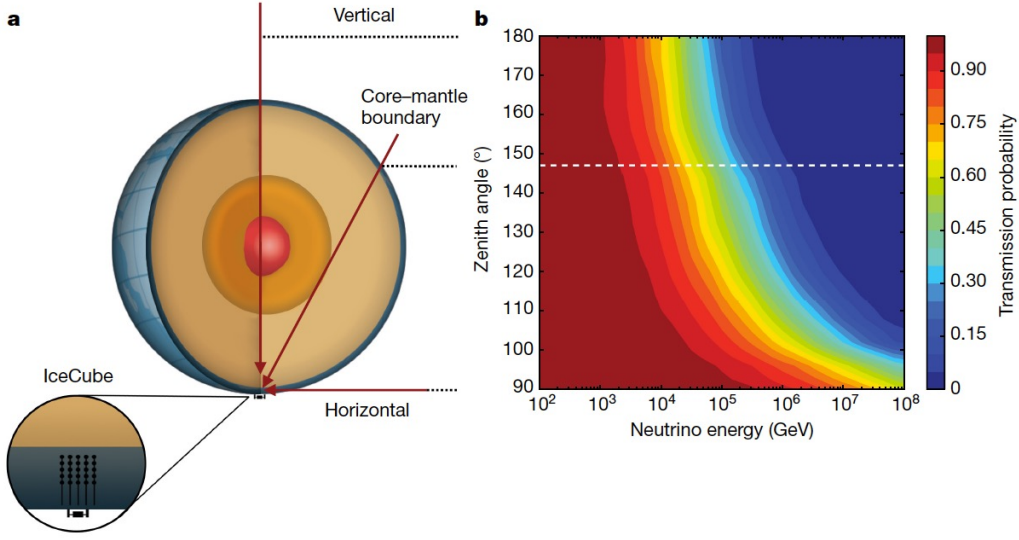 a
Vertical
Core–mantle
boundary
IceCube
Horizontal
b
180
170
160
150
140
130
120
110
100
90
Zenith angle (°)
10² 10³ 10⁴ 10⁵ 10⁶ 10⁷ 10⁸
Neutrino energy (GeV)
0.90
0.75
0.60
0.45
0.30
0.15
0
Transmission probability